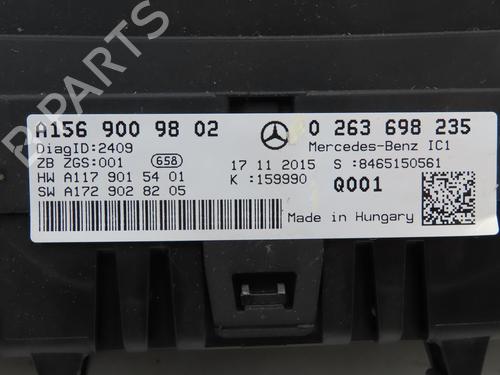 A156 900 98 02
0 263 698 235
DiagID:2409
Mercedes-Benz IC1
ZB ZGS:001
658
17 11 2015
S :8465150561
HW A117 901 54 01
K :159990
Q001
SW A172 902 82 05
Made in Hungary
B-PARTS